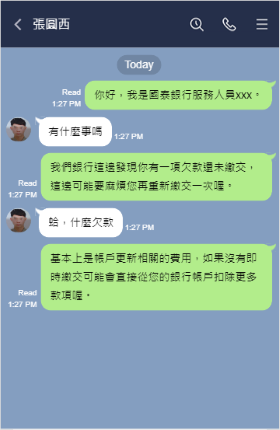 張圓西
Today
你好，我是國泰銀行服務人員xxx。
Read
1:27 PM
有什麼事嗎
1:27 PM
我們銀行這邊發現你有一項欠款還未繳交，
這邊可能要麻煩您再重新繳交一次喔。
Read
1:27 PM
蛤，什麼欠款
1:27 PM
基本上是帳戶更新相關的費用，如果沒有即
時繳交可能會直接從您的銀行帳戶扣除更多
款項喔。
Read
1:27 PM